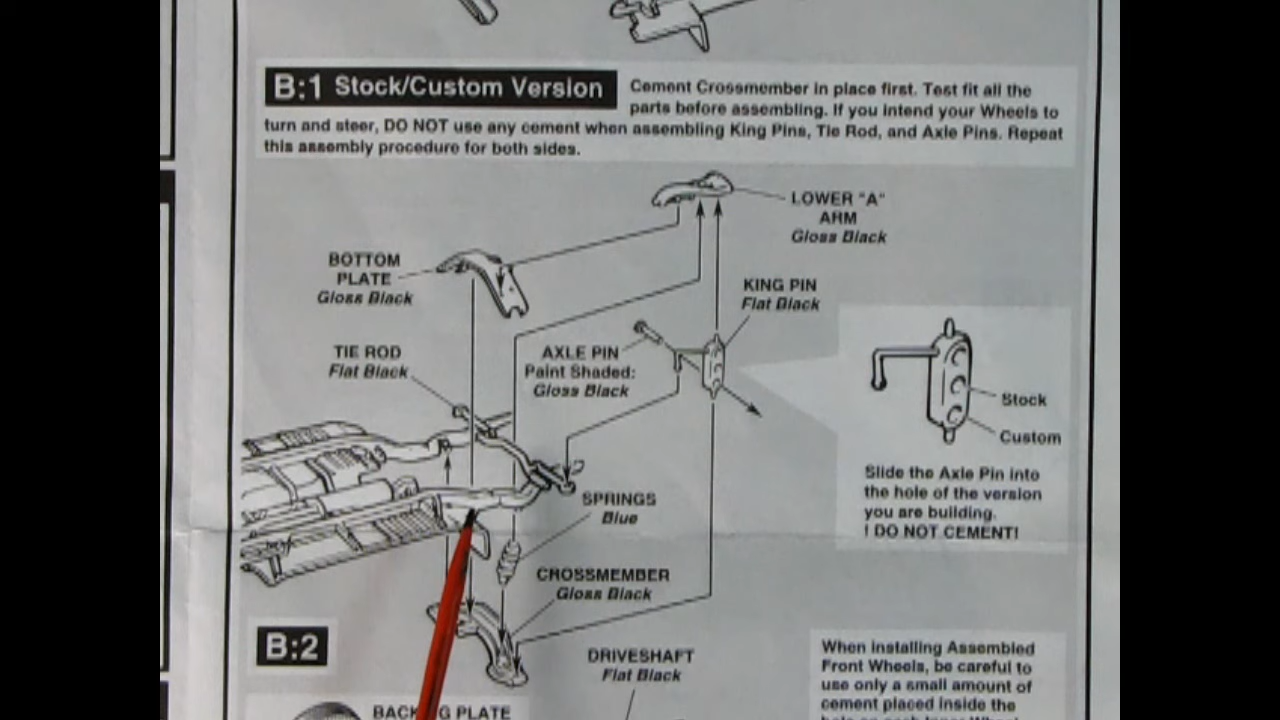 B:1 Stock/Custom Version
Cement Crossmember in place first. Test fit all the
parts before assembling. If you intend your Wheels to
turn and steer, DO NOT use any cement when assembling King Pins, Tie Rod, and Axle Pins. Repeat
this assembly procedure for both sides.
LOWER "A"
ARM
Gloss Black
BOTTOM
PLATE
Gloss Black
KING PIN
Flat Black
TIE ROD
Flat Black
AXLE PIN
Paint Shaded:
Gloss Black
Stock
Custom
Slide the Axle Pin into
the hole of the version
you are building.
! DO NOT CEMENT!
SPRINGS
Blue
CROSSMEMBER
Gloss Black
B:2
DRIVESHAFT
Flat Black
When installing Assembled
Front Wheels, be careful to
use only a small amount of
cement placed inside the
PLATE